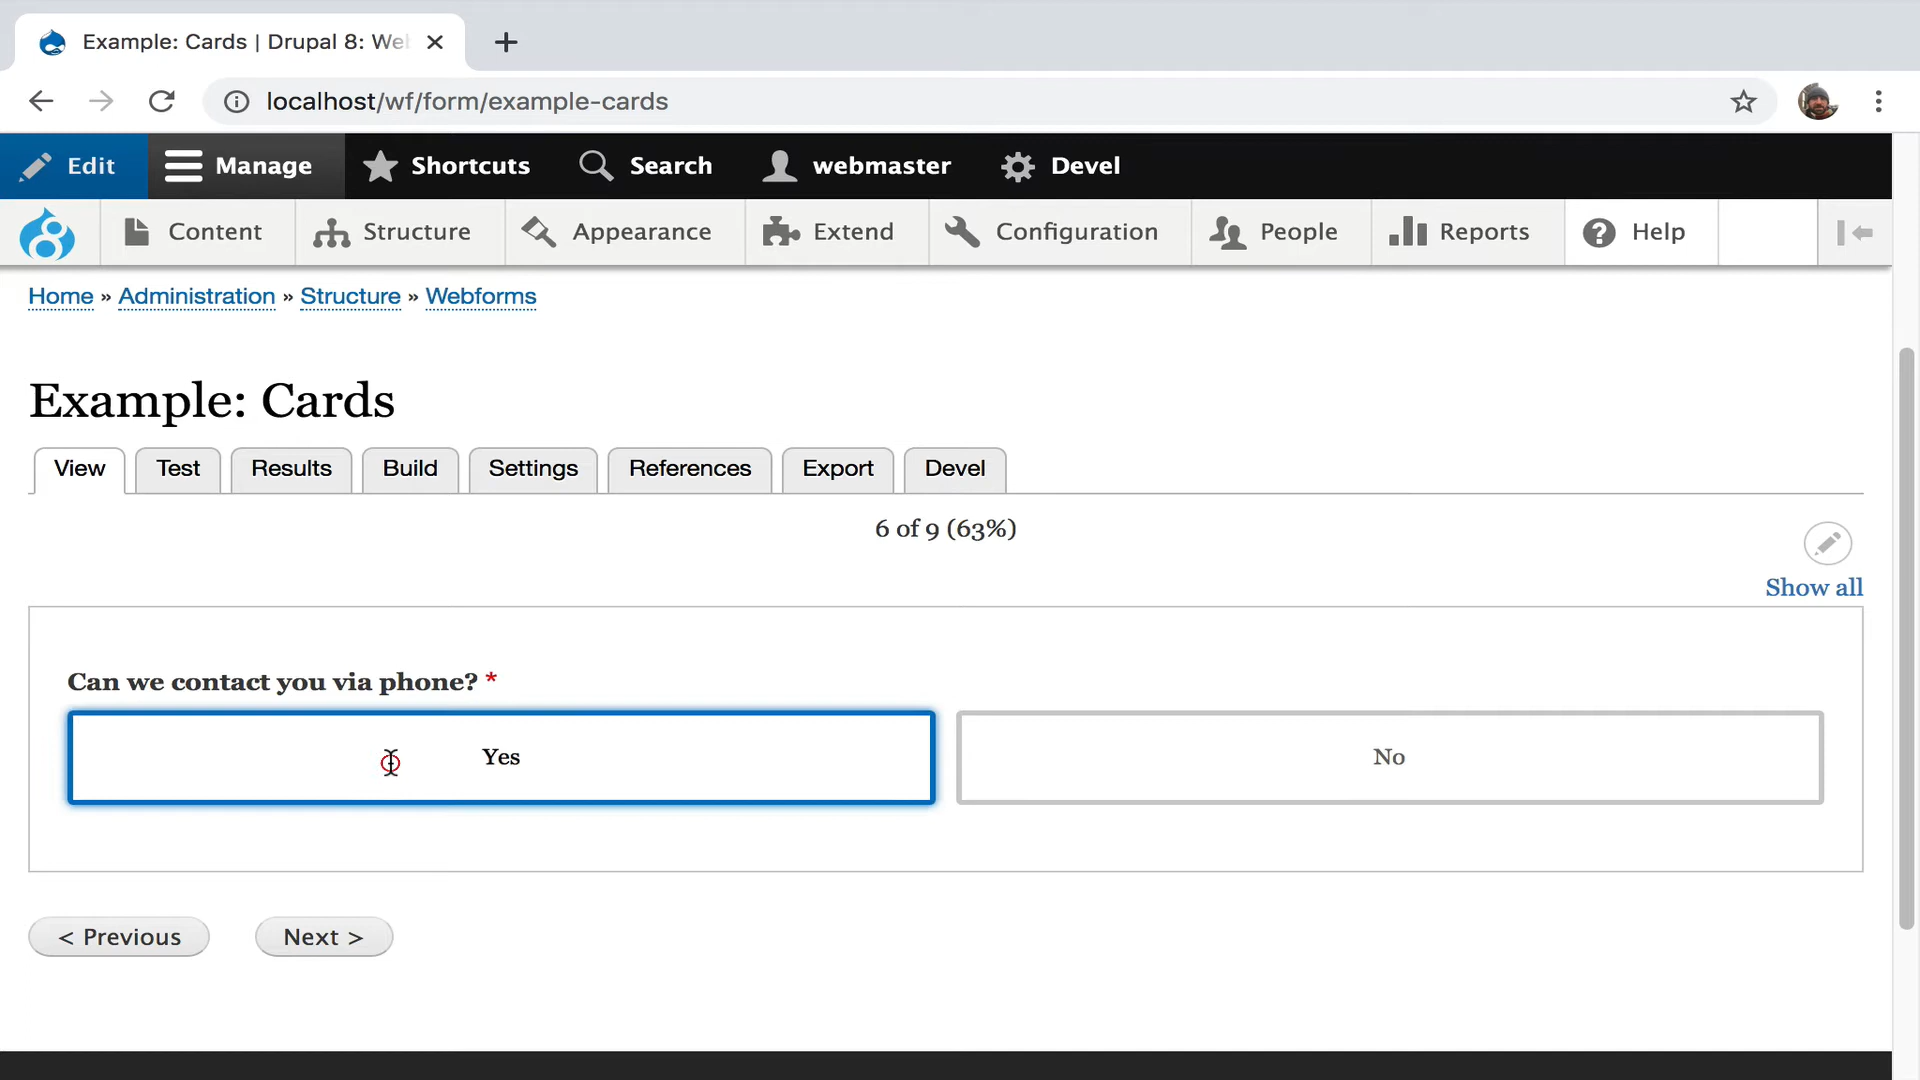 Example: Cards | Drupal 8: Wel
localhost/wf/form/example-cards
Edit Manage Shortcuts Search webmaster Devel
Content Structure Appearance Extend Configuration People Reports Help
Home » Administration » Structure » Webforms
Example: Cards
View Test Results Build Settings References Export Devel
6 of 9 (63%)
Show all
Can we contact you via phone? *
Yes No
< Previous Next >